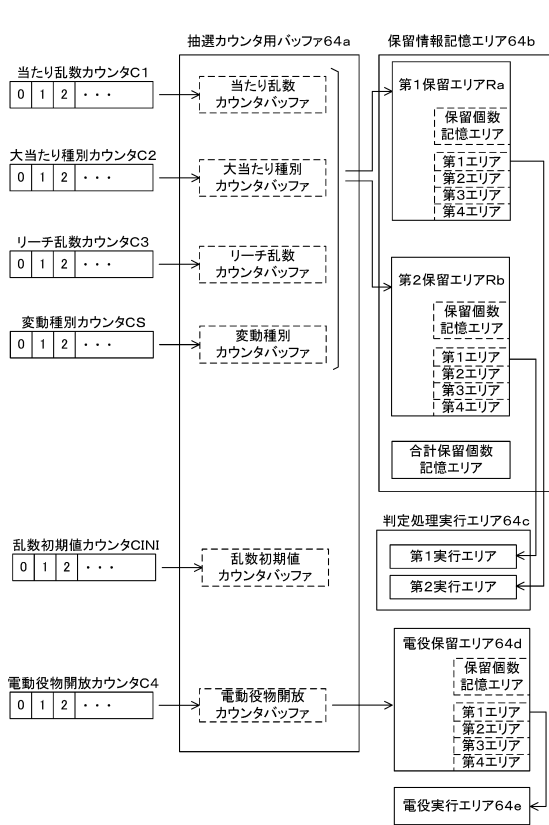 抽選カウンタ用バッファ64a
保留情報記憶エリア64b
当たり乱数カウンタC1
0 1 2 ・・・
当たり乱数
カウンタバッファ
大当たり種別カウンタC2
0 1 2 ・・・
大当たり種別
カウンタバッファ
リーチ乱数カウンタC3
0 1 2 ・・・
リーチ乱数
カウンタバッファ
変動種別カウンタCS
0 1 2 ・・・
変動種別
カウンタバッファ
第1保留エリアRa
保留個数
記憶エリア
第1エリア
第2エリア
第3エリア
第4エリア
第2保留エリアRb
保留個数
記憶エリア
第1エリア
第2エリア
第3エリア
第4エリア
合計保留個数
記憶エリア
乱数初期値カウンタCINI
0 1 2 ・・・
乱数初期値
カウンタバッファ
判定処理実行エリア64c
第1実行エリア
第2実行エリア
電動役物開放カウンタC4
0 1 2 ・・・
電動役物開放
カウンタバッファ
電役保留エリア64d
保留個数
記憶エリア
第1エリア
第2エリア
第3エリア
第4エリア
電役実行エリア64e